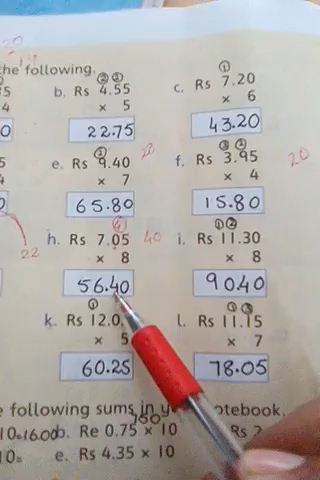 the following.
b. Rs 4.55
× 5
22.75
c. Rs 7.20
× 6
43.20
e. Rs 9.40
× 7
65.80
f. Rs 3.95
× 4
15.80
20
22
h. Rs 7.05
× 8
56.40
40
i. Rs 11.30
× 8
90.40
k. Rs 12.0
× 5
60.25
l. Rs 11.15
× 7
78.05
following sums in y otebook.
b. Re 0.75 × 10
150
Rs
e. Rs 4.35 × 10